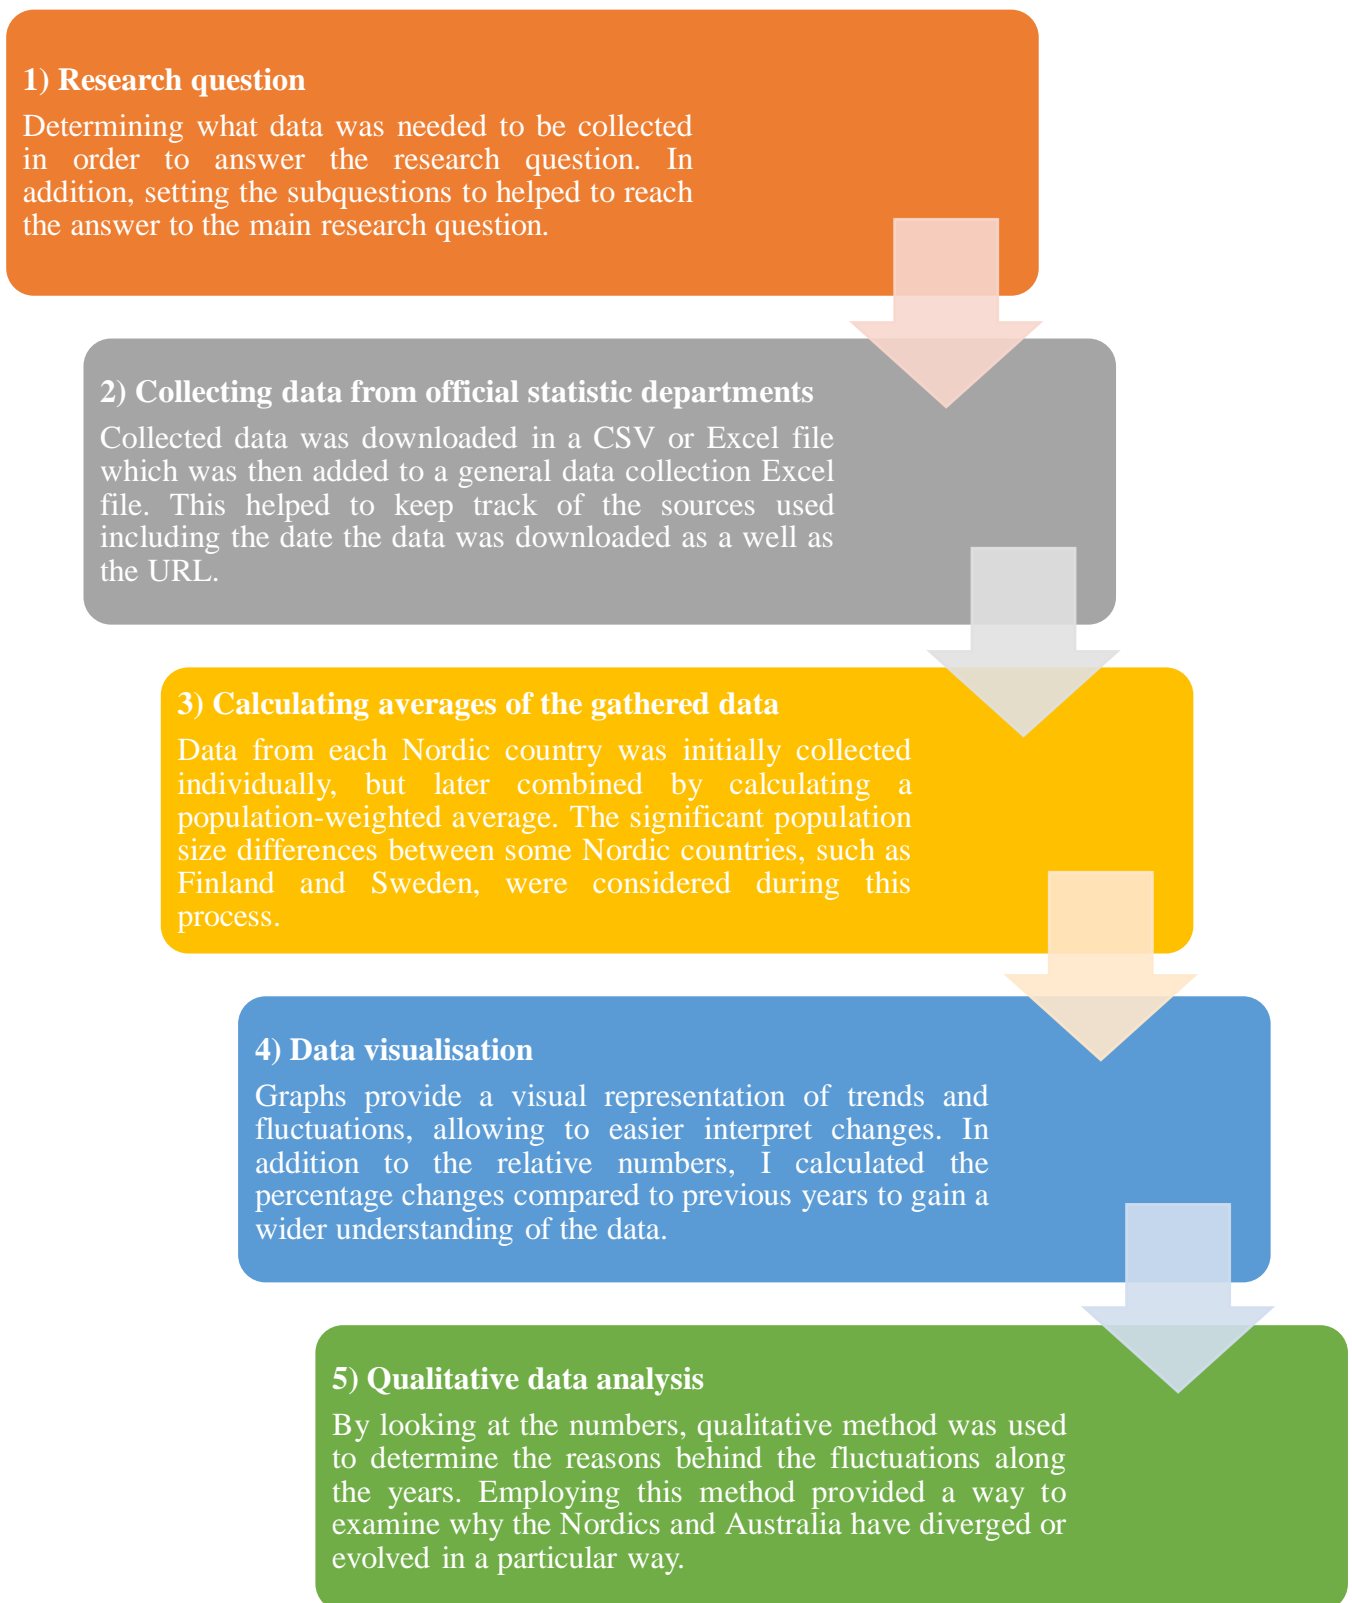 1) Research question
Determining what data was needed to be collected
in order to answer the research question. In
addition, setting the subquestions to helped to reach
the answer to the main research question.
2) Collecting data from official statistic departments
Collected data was downloaded in a CSV or Excel file
which was then added to a general data collection Excel
file. This helped to keep track of the sources used
including the date the data was downloaded as a well as
the URL.
3) Calculating averages of the gathered data
Data from each Nordic country was initially collected
individually, but later combined by calculating a
population-weighted average. The significant population
size differences between some Nordic countries, such as
Finland and Sweden, were considered during this
process.
4) Data visualisation
Graphs provide a visual representation of trends and
fluctuations, allowing to easier interpret changes. In
addition to the relative numbers, I calculated the
percentage changes compared to previous years to gain a
wider understanding of the data.
5) Qualitative data analysis
By looking at the numbers, qualitative method was used
to determine the reasons behind the fluctuations along
the years. Employing this method provided a way to
examine why the Nordics and Australia have diverged or
evolved in a particular way.